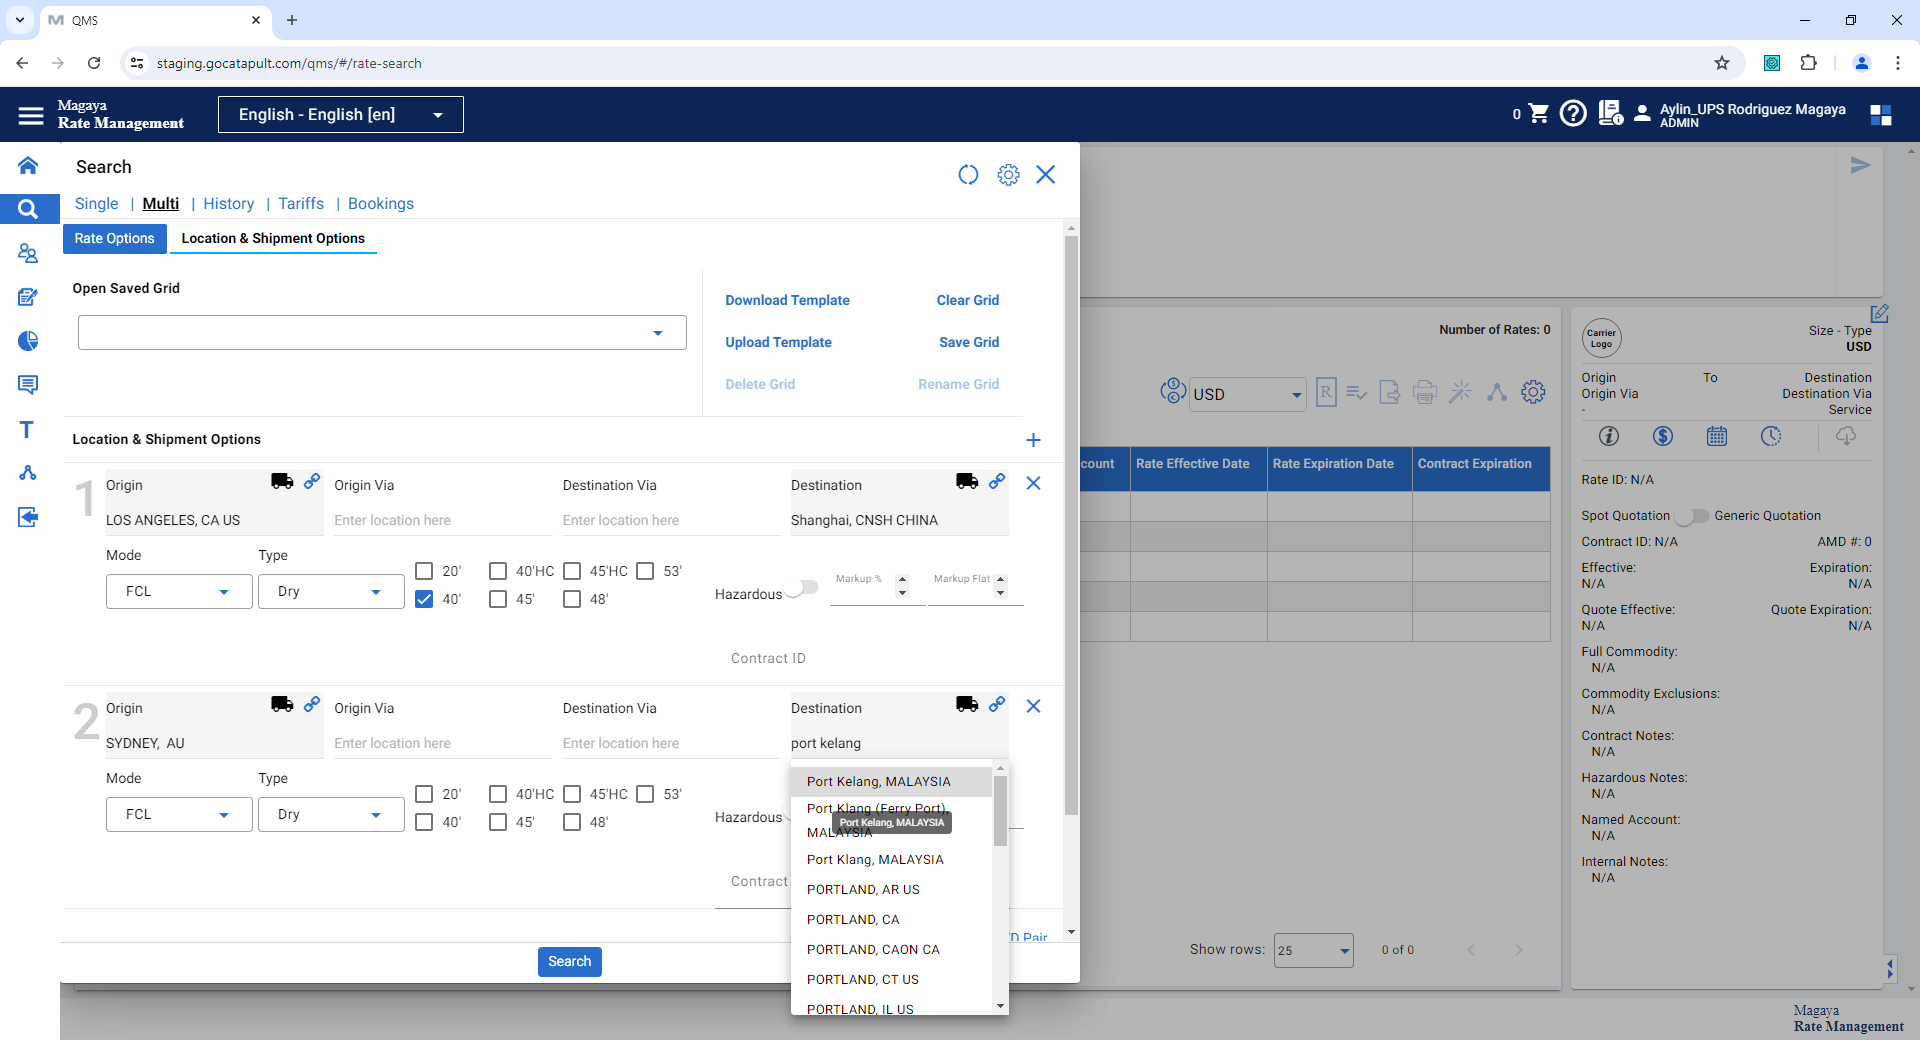 QMS
staging.gocatapult.com/qms/#/rate-search
Magaya
Rate Management
English - English [en]
0
Aylin_UPS Rodriguez Magaya
ADMIN
Search
Single | Multi | History | Tariffs | Bookings
Rate Options
Location & Shipment Options
Open Saved Grid
Download Template
Clear Grid
Upload Template
Save Grid
Delete Grid
Rename Grid
Location & Shipment Options
1
Origin
Origin Via
Destination Via
Destination
LOS ANGELES, CA US
Enter location here
Enter location here
Shanghai, CNSH CHINA
Mode
Type
FCL
Dry
20'
40'HC
45'HC
53'
40'
45'
48'
Hazardous
Markup %
Markup Flat
Contract ID
2
Origin
Origin Via
Destination Via
Destination
SYDNEY, AU
Enter location here
Enter location here
port kelang
Mode
Type
FCL
Dry
20'
40'HC
45'HC
53'
40'
45'
48'
Hazardous
Contract
Port Kelang, MALAYSIA
Port Klang (Ferry Port),
MALAYSIA
Port Kelang, MALAYSIA
Port Klang, MALAYSIA
PORTLAND, AR US
PORTLAND, CA
PORTLAND, CAON CA
PORTLAND, CT US
PORTLAND, IL US
/D Pair
Search
Number of Rates: 0
USD
R
count
Rate Effective Date
Rate Expiration Date
Contract Expiration
Show rows:
25
0 of 0
Carrier
Logo
Size - Type
USD
Origin
To
Destination
Origin Via
Destination Via
-
Service
Rate ID: N/A
Spot Quotation
Generic Quotation
Contract ID: N/A
AMD #: 0
Effective:
Expiration:
N/A
N/A
Quote Effective:
Quote Expiration:
N/A
N/A
Full Commodity:
N/A
Commodity Exclusions:
N/A
Contract Notes:
N/A
Hazardous Notes:
N/A
Named Account:
N/A
Internal Notes:
N/A
Magaya
Rate Management